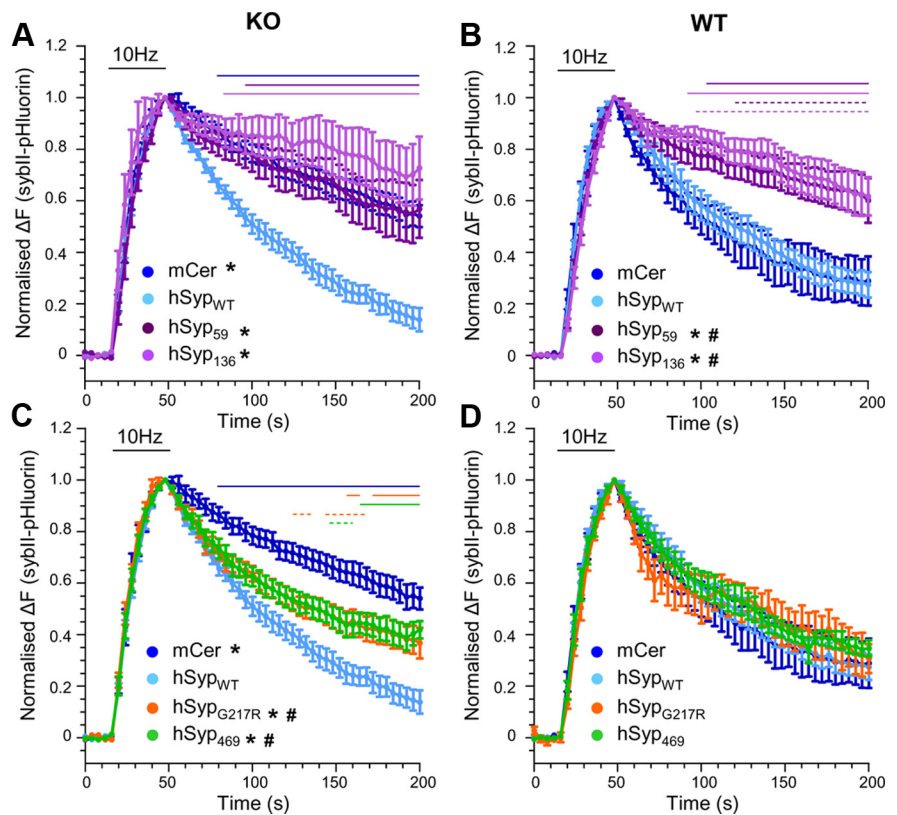 KO
WT
A
1.2
1.0
0.8
0.6
0.4
0.2
0
Normalised ΔF (sybII-pHluorin)
10Hz
mCer *
hSypWT
hSyp59 *
hSyp136 *
0 50 100 150 200
Time (s)
B
1.2
1.0
0.8
0.6
0.4
0.2
0
Normalised ΔF (sybII-pHluorin)
10Hz
mCer
hSypWT
hSyp59 * #
hSyp136 * #
0 50 100 150 200
Time (s)
C
1.2
1.0
0.8
0.6
0.4
0.2
0
Normalised ΔF (sybII-pHluorin)
10Hz
mCer *
hSypWT
hSypG217R * #
hSyp469 * #
0 50 100 150 200
Time (s)
D
1.2
1.0
0.8
0.6
0.4
0.2
0
Normalised ΔF (sybII-pHluorin)
10Hz
mCer
hSypWT
hSypG217R
hSyp469
0 50 100 150 200
Time (s)